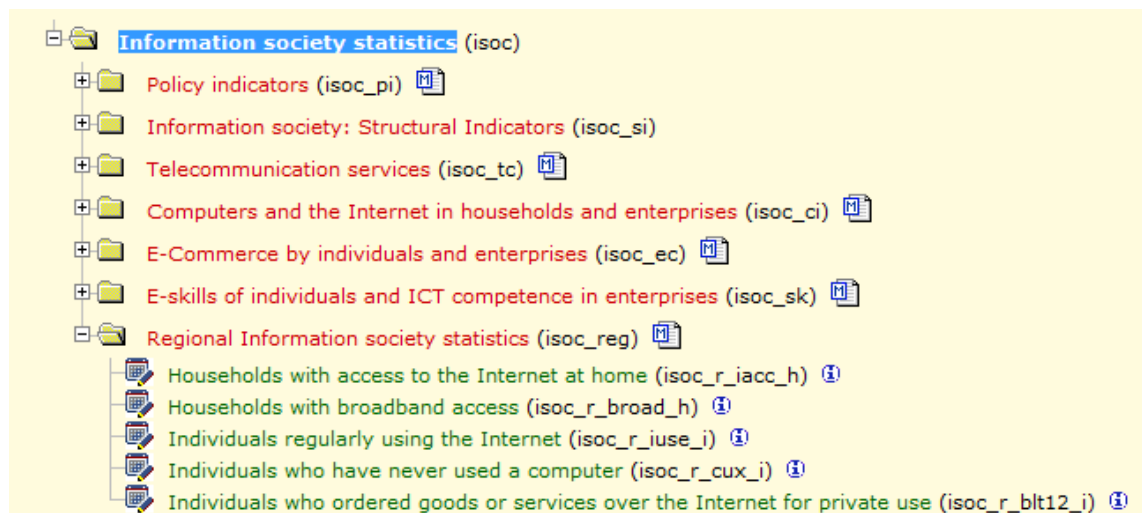 Information society statistics (isoc)
Policy indicators (isoc_pi) M
Information society: Structural Indicators (isoc_si)
Telecommunication services (isoc_tc) M
Computers and the Internet in households and enterprises (isoc_ci) M
E-Commerce by individuals and enterprises (isoc_ec) M
E-skills of individuals and ICT competence in enterprises (isoc_sk) M
Regional Information society statistics (isoc_reg) M
Households with access to the Internet at home (isoc_r_iacc_h) i
Households with broadband access (isoc_r_broad_h) i
Individuals regularly using the Internet (isoc_r_iuse_i) i
Individuals who have never used a computer (isoc_r_cux_i) i
Individuals who ordered goods or services over the Internet for private use (isoc_r_blt12_i) i